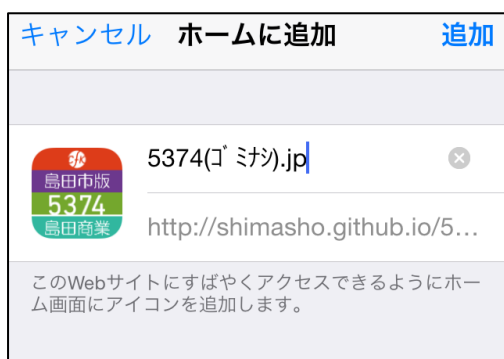 キャンセル ホームに追加 追加
島田市版
5374
島田商業
5374(ｺﾞﾐﾅｼ).jp
http://shimasho.github.io/5...
このWebサイトにすばやくアクセスできるようにホー
ム画面にアイコンを追加します。